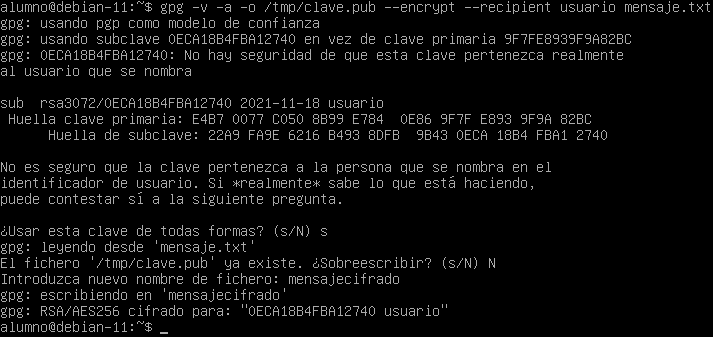 alumno@debian-11:~$ gpg -v -a -o /tmp/clave.pub --encrypt --recipient usuario mensaje.txt
gpg: usando pgp como modelo de confianza
gpg: usando subclave 0ECA18B4FBA12740 en vez de clave primaria 9F7FE8939F9A82BC
gpg: 0ECA18B4FBA12740: No hay seguridad de que esta clave pertenezca realmente
al usuario que se nombra
sub  rsa3072/0ECA18B4FBA12740 2021-11-18 usuario
 Huella clave primaria: E4B7 0077 C050 8B99 E784  0E86 9F7F E893 9F9A 82BC
      Huella de subclave: 22A9 FA9E 6216 B493 8DFB  9B43 0ECA 18B4 FBA1 2740
No es seguro que la clave pertenezca a la persona que se nombra en el
identificador de usuario. Si *realmente* sabe lo que está haciendo,
puede contestar sí a la siguiente pregunta.
¿Usar esta clave de todas formas? (s/N) s
gpg: leyendo desde 'mensaje.txt'
El fichero '/tmp/clave.pub' ya existe. ¿Sobreescribir? (s/N) N
Introduzca nuevo nombre de fichero: mensajecifrado
gpg: escribiendo en 'mensajecifrado'
gpg: RSA/AES256 cifrado para: "0ECA18B4FBA12740 usuario"
alumno@debian-11:~$ _